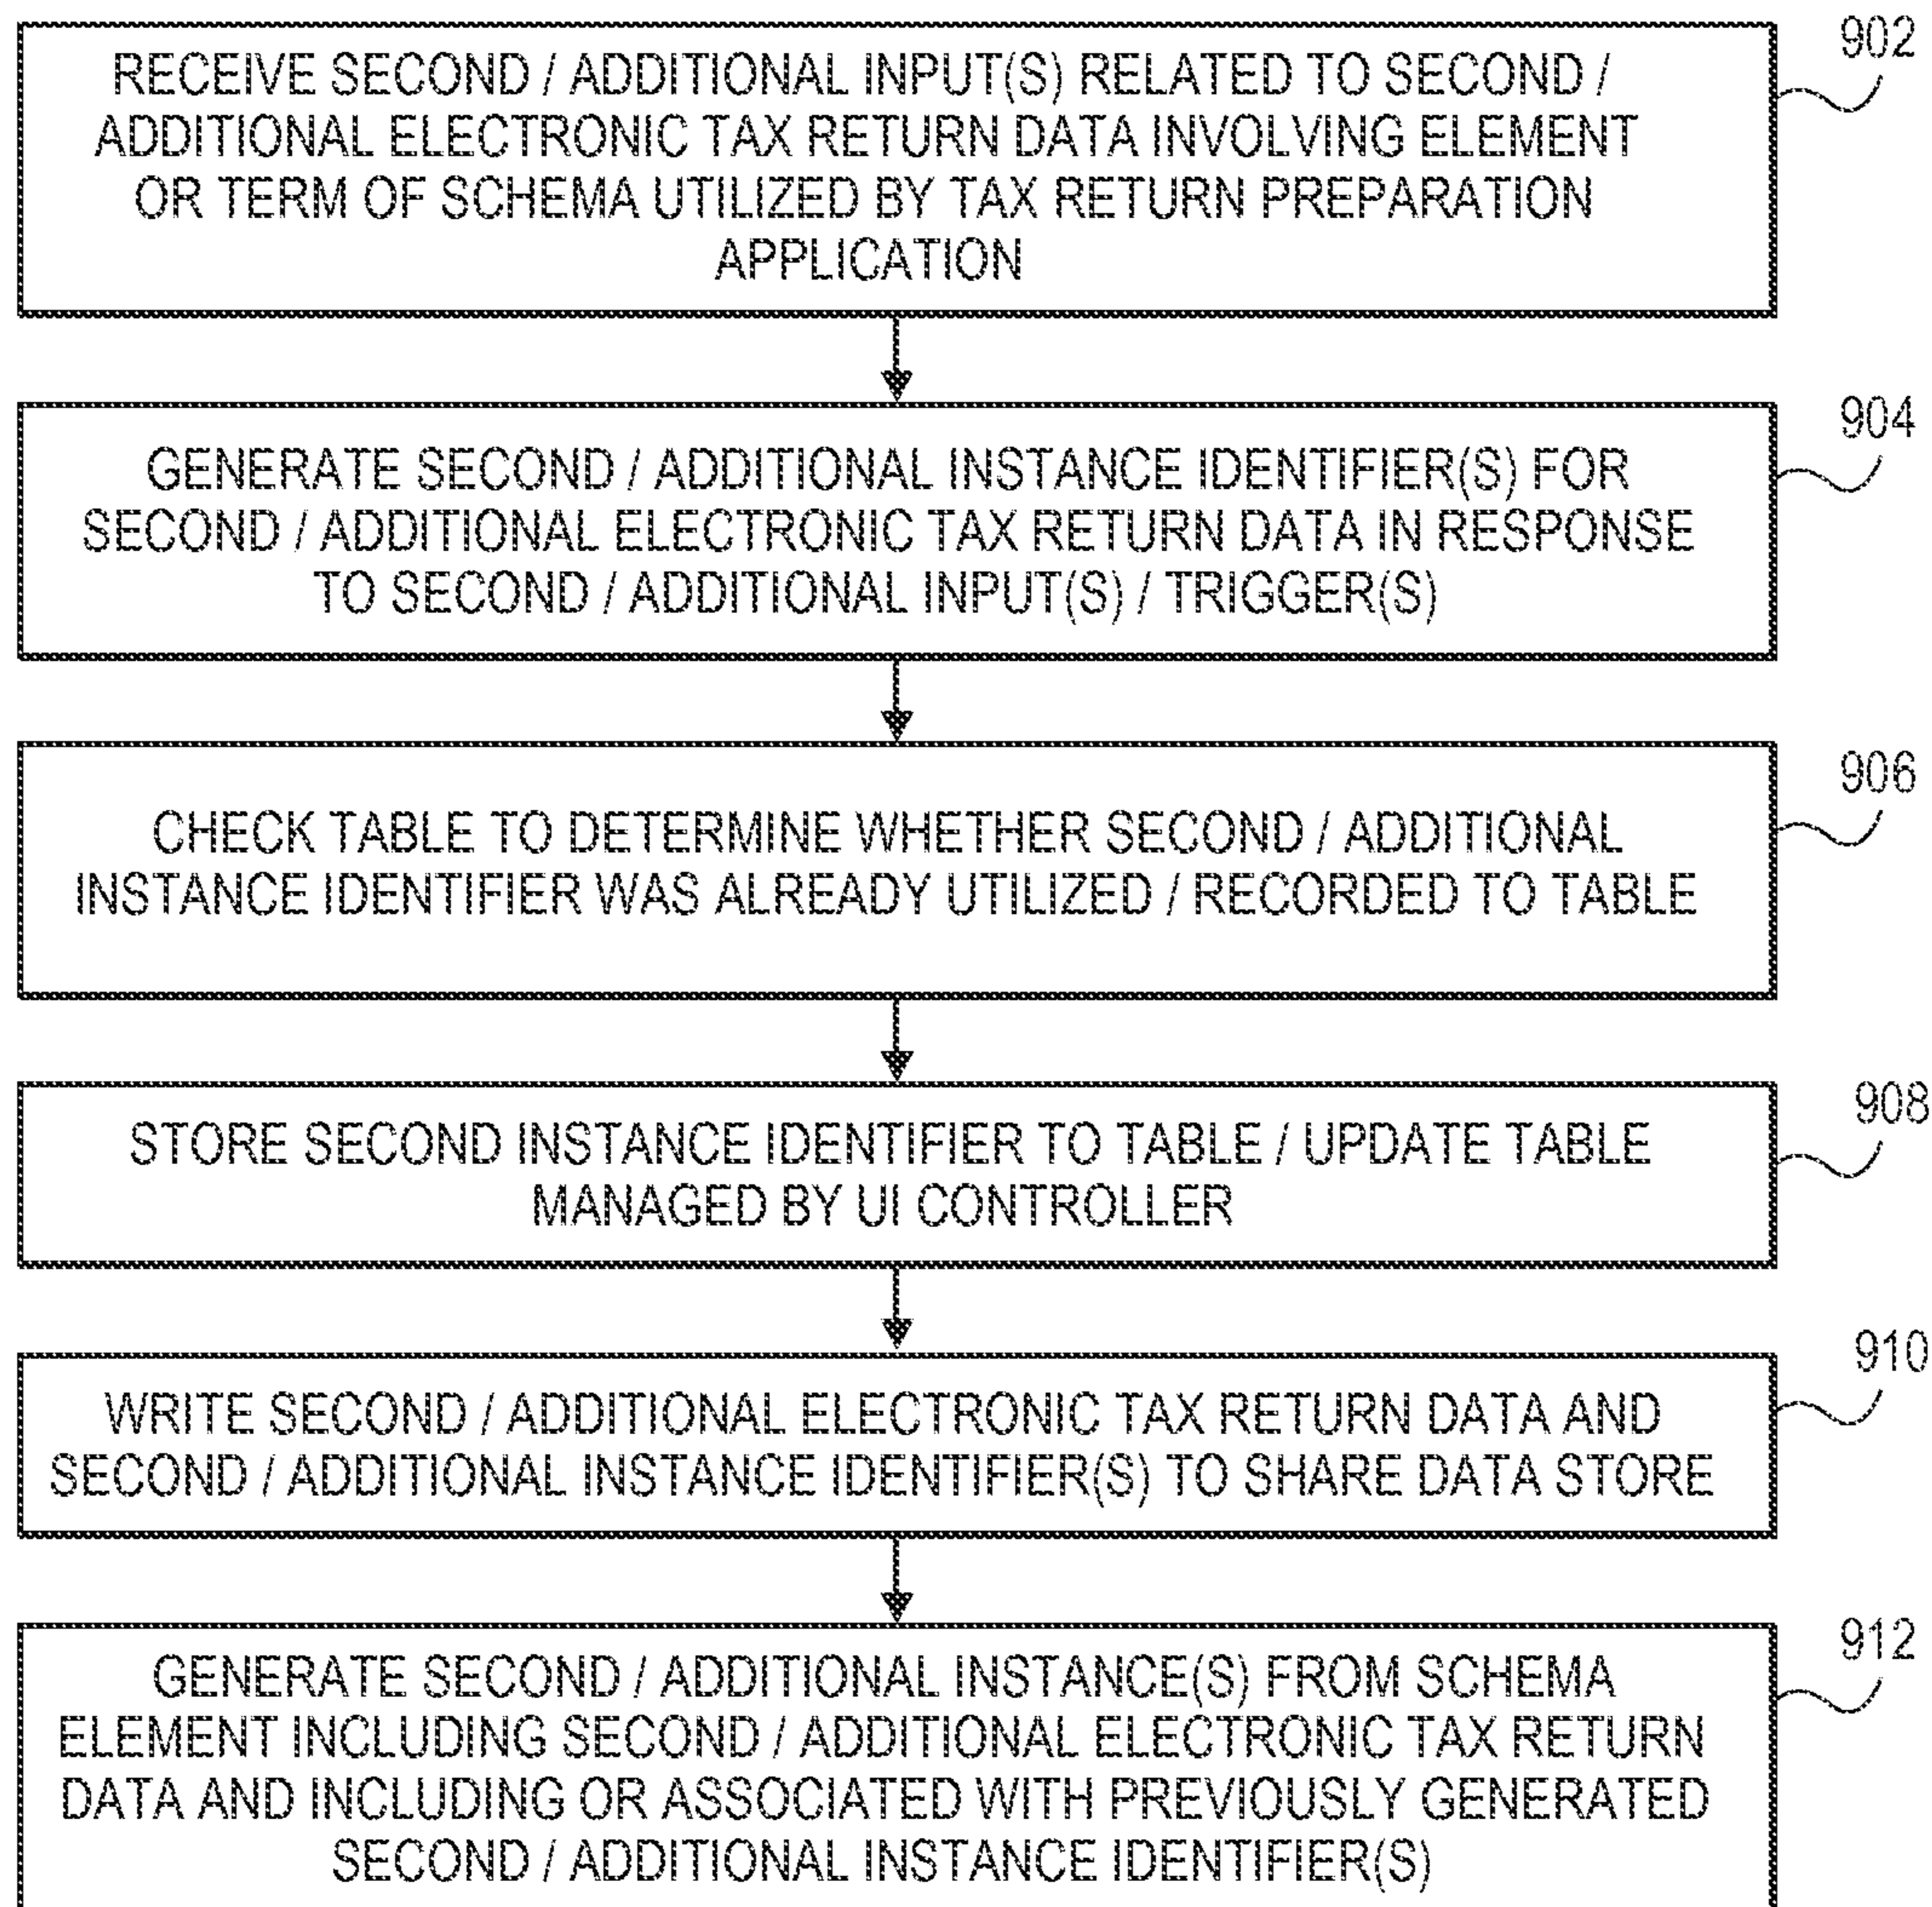 902
RECEIVE SECOND / ADDITIONAL INPUT(S) RELATED TO SECOND /
ADDITIONAL ELECTRONIC TAX RETURN DATA INVOLVING ELEMENT
OR TERM OF SCHEMA UTILIZED BY TAX RETURN PREPARATION
APPLICATION
904
GENERATE SECOND / ADDITIONAL INSTANCE IDENTIFIER(S) FOR
SECOND / ADDITIONAL ELECTRONIC TAX RETURN DATA IN RESPONSE
TO SECOND / ADDITIONAL INPUT(S) / TRIGGER(S)
906
CHECK TABLE TO DETERMINE WHETHER SECOND / ADDITIONAL
INSTANCE IDENTIFIER WAS ALREADY UTILIZED / RECORDED TO TABLE
908
STORE SECOND INSTANCE IDENTIFIER TO TABLE / UPDATE TABLE
MANAGED BY UI CONTROLLER
910
WRITE SECOND / ADDITIONAL ELECTRONIC TAX RETURN DATA AND
SECOND / ADDITIONAL INSTANCE IDENTIFIER(S) TO SHARE DATA STORE
912
GENERATE SECOND / ADDITIONAL INSTANCE(S) FROM SCHEMA
ELEMENT INCLUDING SECOND / ADDITIONAL ELECTRONIC TAX RETURN
DATA AND INCLUDING OR ASSOCIATED WITH PREVIOUSLY GENERATED
SECOND / ADDITIONAL INSTANCE IDENTIFIER(S)